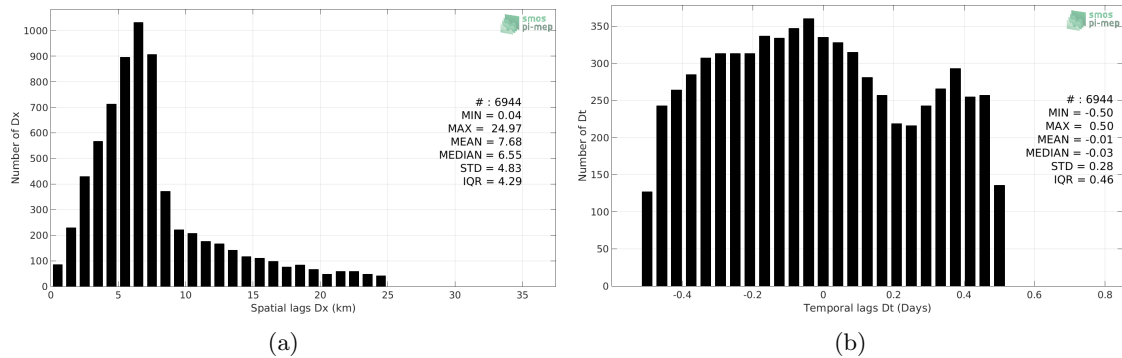 smos
pi-mep
1000
900
800
700
600
500
400
300
200
100
0
Number of Dx
# : 6944
MIN = 0.04
MAX = 24.97
MEAN = 7.68
MEDIAN = 6.55
STD = 4.83
IQR = 4.29
0 5 10 15 20 25 30 35
Spatial lags Dx (km)
(a)
smos
pi-mep
350
300
250
200
150
100
50
0
Number of Dt
# : 6944
MIN = -0.50
MAX = 0.50
MEAN = -0.01
MEDIAN = -0.03
STD = 0.28
IQR = 0.46
-0.4 -0.2 0 0.2 0.4 0.6 0.8
Temporal lags Dt (Days)
(b)